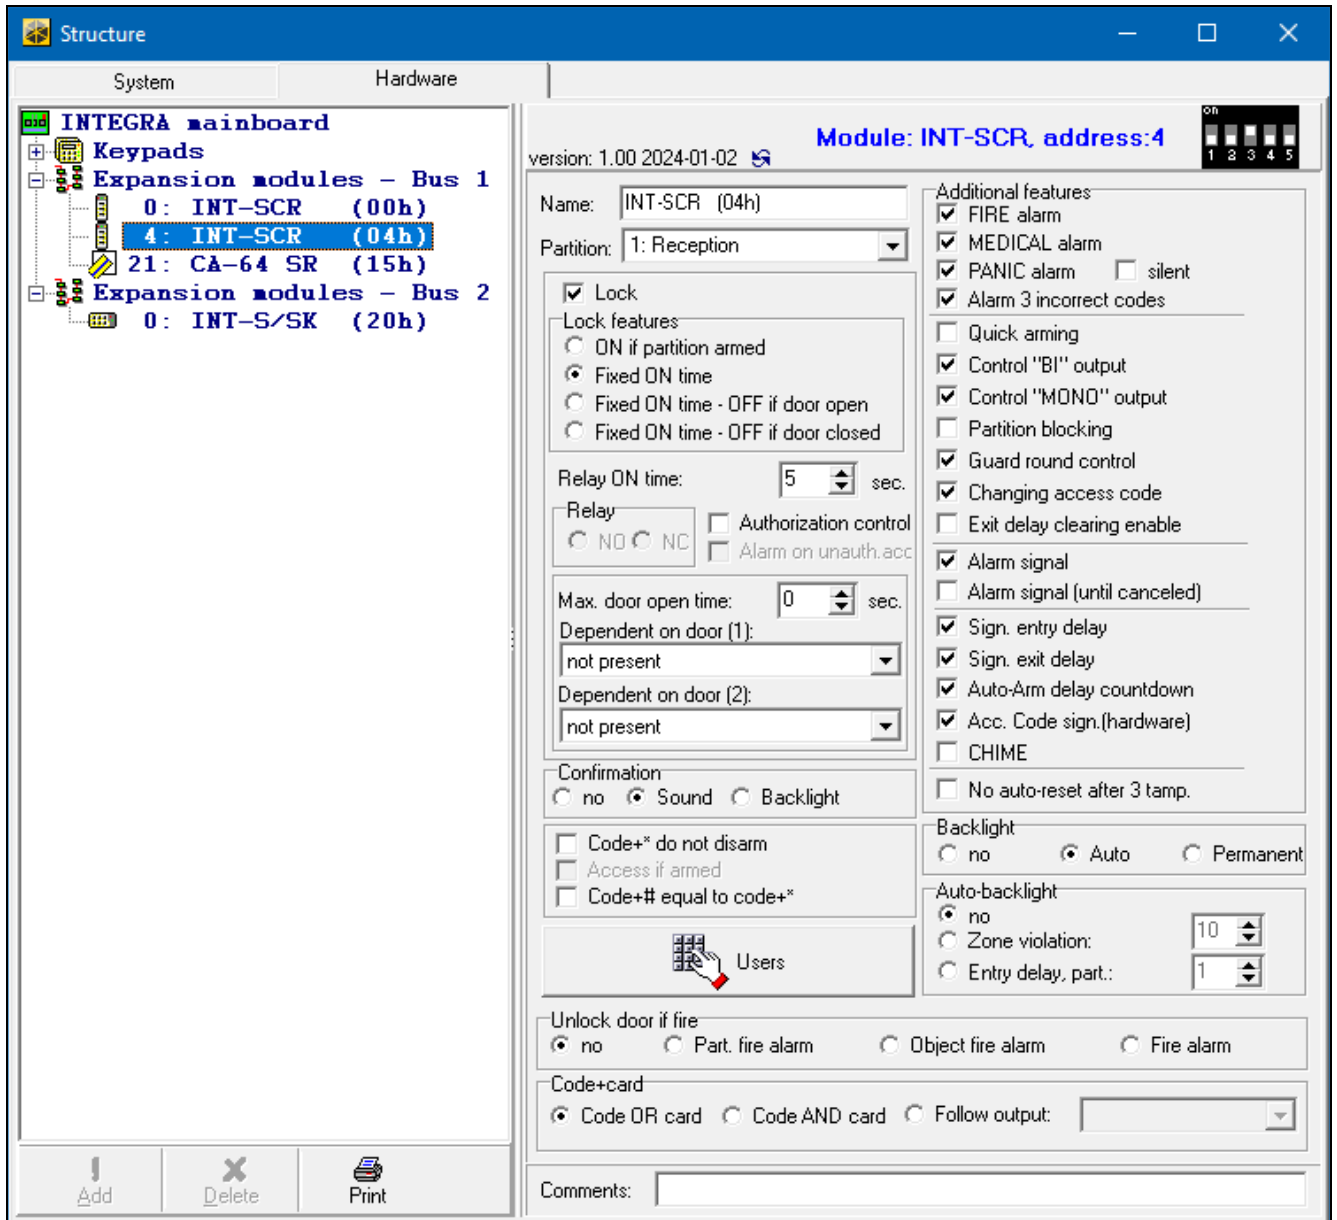 Structure
System
Hardware
INTEGRA mainboard
Keypads
Expansion modules - Bus 1
0: INT-SCR (00h)
4: INT-SCR (04h)
21: CA-64 SR (15h)
Expansion modules - Bus 2
0: INT-S/SK (20h)
Add
Delete
Print
version: 1.00 2024-01-02
Module: INT-SCR, address:4
on
1 2 3 4 5
Name: INT-SCR (04h)
Partition: 1: Reception
Lock
Lock features
ON if partition armed
Fixed ON time
Fixed ON time - OFF if door open
Fixed ON time - OFF if door closed
Relay ON time: 5 sec.
Relay
NO NC
Authorization control
Alarm on unauth.acc
Max. door open time: 0 sec.
Dependent on door (1):
not present
Dependent on door (2):
not present
Confirmation
no Sound Backlight
Code+* do not disarm
Access if armed
Code+# equal to code+*
Users
Additional features
FIRE alarm
MEDICAL alarm
PANIC alarm silent
Alarm 3 incorrect codes
Quick arming
Control "BI" output
Control "MONO" output
Partition blocking
Guard round control
Changing access code
Exit delay clearing enable
Alarm signal
Alarm signal (until canceled)
Sign. entry delay
Sign. exit delay
Auto-Arm delay countdown
Acc. Code sign.(hardware)
CHIME
No auto-reset after 3 tamp.
Backlight
no Auto Permanent
Auto-backlight
no
Zone violation: 10
Entry delay, part.: 1
Unlock door if fire
no Part. fire alarm Object fire alarm Fire alarm
Code+card
Code OR card Code AND card Follow output:
Comments: